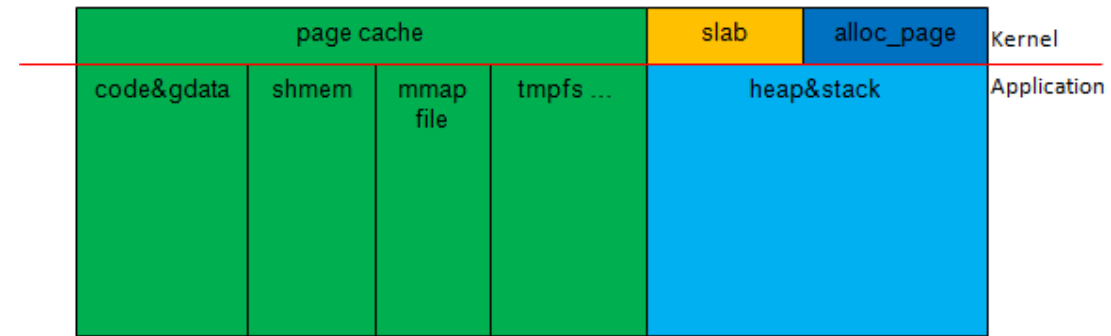 page cache
slab
alloc_page
Kernel
code&gdata
shmem
mmap
file
tmpfs ...
heap&stack
Application